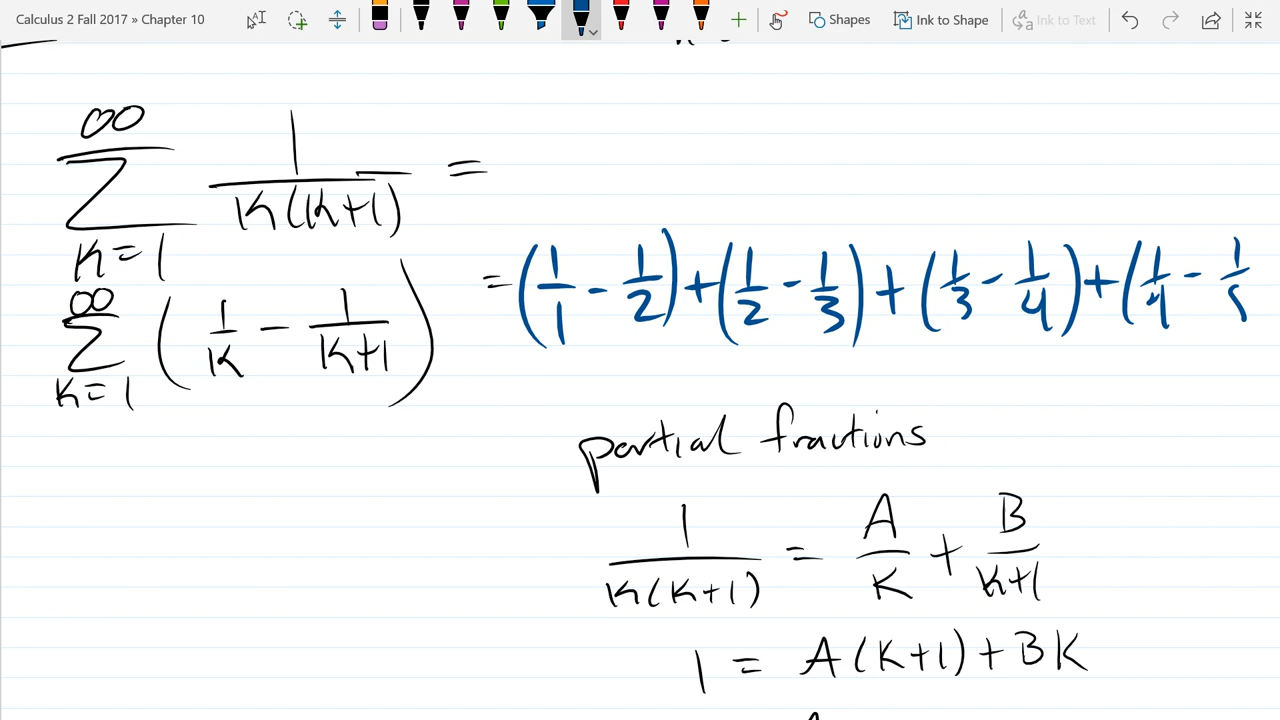 Calculus 2 Fall 2017 » Chapter 10
Shapes
Ink to Shape
Ink to Text
∞
∑ 1/(K(K+1)) =
K=1
= (1/1 - 1/2) + (1/2 - 1/3) + (1/3 - 1/4) + (1/4 - 1/
∞
∑ (1/K - 1/(K+1))
K=1
partial fractions
1/(K(K+1)) = A/K + B/(K+1)
1 = A(K+1) + BK